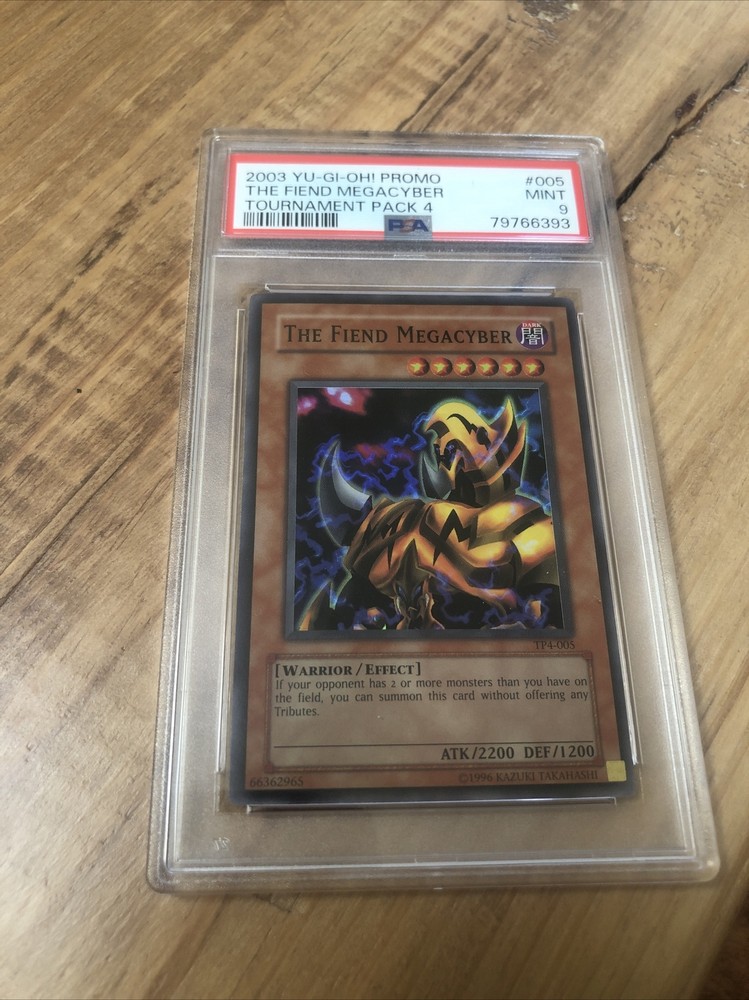 2003 YU-GI-OH! PROMO #005
THE FIEND MEGACYBER MINT
TOURNAMENT PACK 4 9
PSA 79766393
THE FIEND MEGACYBER
DARK
闇
TP4-005
[WARRIOR/EFFECT]
If your opponent has 2 or more monsters than you have on
the field, you can summon this card without offering any
Tributes.
ATK/2200 DEF/1200
66362965 ©1996 KAZUKI TAKAHASHI